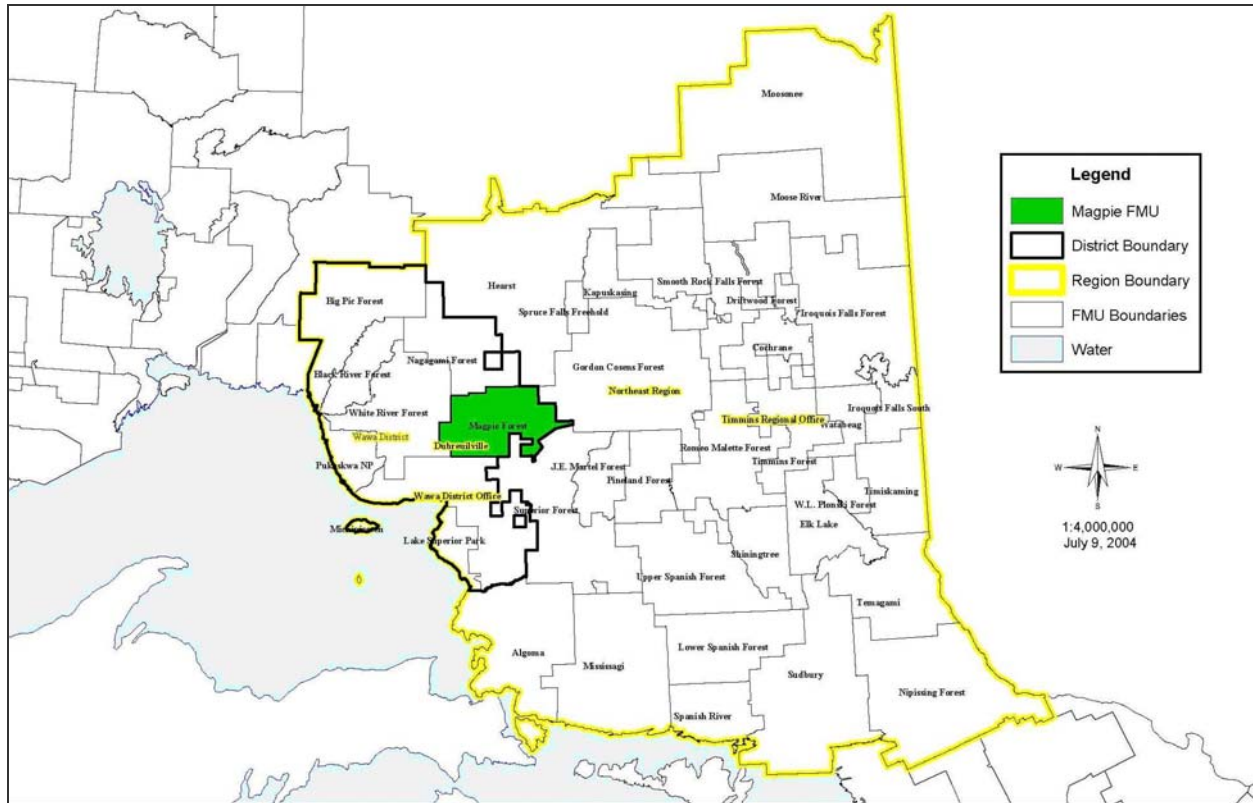 Moosonee
Moose River
Legend
Magpie FMU
District Boundary
Region Boundary
FMU Boundaries
Water
Hearst
Smooth Rock Falls Forest
Kapuskasing
Big Pic Forest
Driftwood Forest
Spruce Falls Freehold
Iroquois Falls Forest
Cochrane
Nagagami Forest
Gordon Cosens Forest
Black River Forest
Northeast Region
White River Forest
Iroquois Falls South
Timmins Regional Office
Magpie Forest
Wawa District
Dubreuilville
Romeo Malette Forest
Timmins Forest
Pukaskwa NP
J.E. Martel Forest
Pineland Forest
Timiskaming
Wawa District Office
W.L. Plonski Forest
Superior Forest
Elk Lake
Lake Superior Park
Shiningtree
Upper Spanish Forest
Temagami
Algoma
Mississagi
Lower Spanish Forest
Sudbury
Nipissing Forest
Spanish River
N
W
E
S
1:4,000,000
July 9, 2004